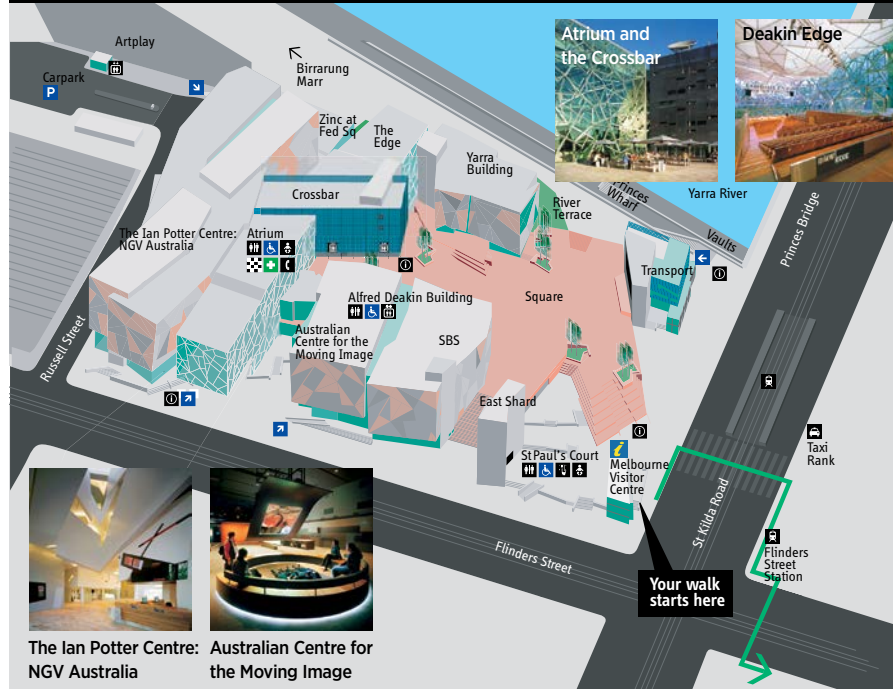 Artplay
Carpark
P
Birrarung
Marr
Zinc at
Fed Sq
The
Edge
Yarra
Building
Atrium and
the Crossbar
Deakin Edge
Crossbar
River
Terrace
Princes
Wharf
Yarra River
Vaults
Princes Bridge
The Ian Potter Centre:
NGV Australia
Atrium
Transport
Alfred Deakin Building
Square
Australian
Centre for the
Moving Image
SBS
Russell Street
East Shard
St Paul's Court
i
Melbourne
Visitor
Centre
Taxi
Rank
St Kilda Road
Flinders
Street
Station
Flinders Street
Your walk
starts here
The Ian Potter Centre:
NGV Australia
Australian Centre for
the Moving Image